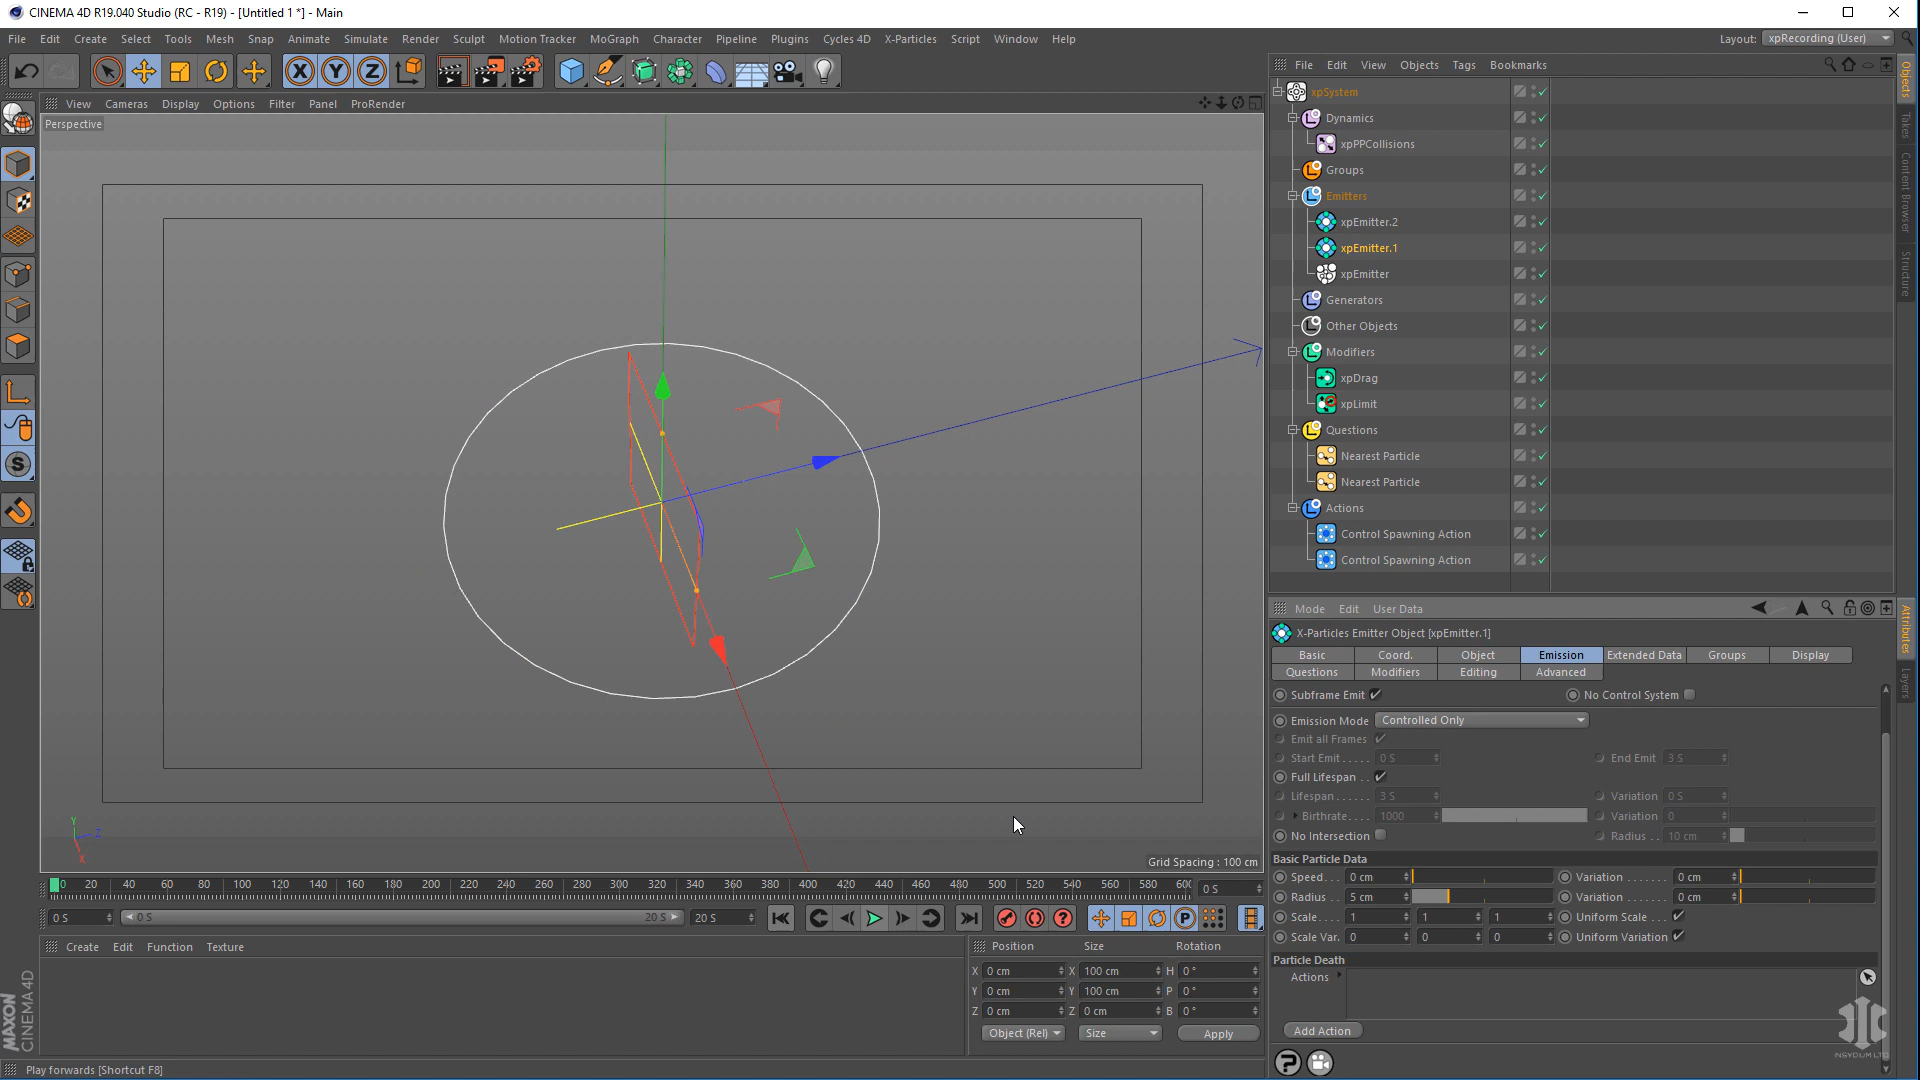 CINEMA 4D R19.040 Studio (RC - R19) - [Untitled 1 *] - Main
File Edit Create Select Tools Mesh Snap Animate Simulate Render Sculpt Motion Tracker MoGraph Character Pipeline Plugins Cycles 4D X-Particles Script Window Help
Layout: xpRecording (User)
X Y Z
File Edit View Objects Tags Bookmarks
View Cameras Display Options Filter Panel ProRender
Perspective
xpSystem
Dynamics
xpPPCollisions
Groups
Emitters
xpEmitter.2
xpEmitter.1
xpEmitter
Generators
Other Objects
Modifiers
xpDrag
xpLimit
Questions
Nearest Particle
Nearest Particle
Actions
Control Spawning Action
Control Spawning Action
Objects
Takes
Content Browser
Structure
Y
Z
X
Grid Spacing : 100 cm
0 20 40 60 80 100 120 140 160 180 200 220 240 260 280 300 320 340 360 380 400 420 440 460 480 500 520 540 560 580 60
0 S
0 S
0 S
20 S
20 S
P
Create Edit Function Texture
Position Size Rotation
X 0 cm X 100 cm H 0 °
Y 0 cm Y 100 cm P 0 °
Z 0 cm Z 0 cm B 0 °
Object (Rel) Size Apply
MAXON
CINEMA 4D
Play forwards [Shortcut F8]
Mode Edit User Data
Attributes
Layers
X-Particles Emitter Object [xpEmitter.1]
Basic Coord. Object Emission Extended Data Groups Display
Questions Modifiers Editing Advanced
Subframe Emit No Control System
Emission Mode Controlled Only
Emit all Frames
Start Emit..... 0 S End Emit 3 S
Full Lifespan . .
Lifespan...... 3 S Variation 0 S
Birthrate.... 1000 Variation 0
No Intersection Radius . . 10 cm
Basic Particle Data
Speed. . . 0 cm Variation . . 0 cm
Radius . . 5 cm Variation . . 0 cm
Scale. . . . 1 1 1 Uniform Scale . . .
Scale Var. 0 0 0 Uniform Variation
Particle Death
Actions
Add Action
INSYDIUM LTD